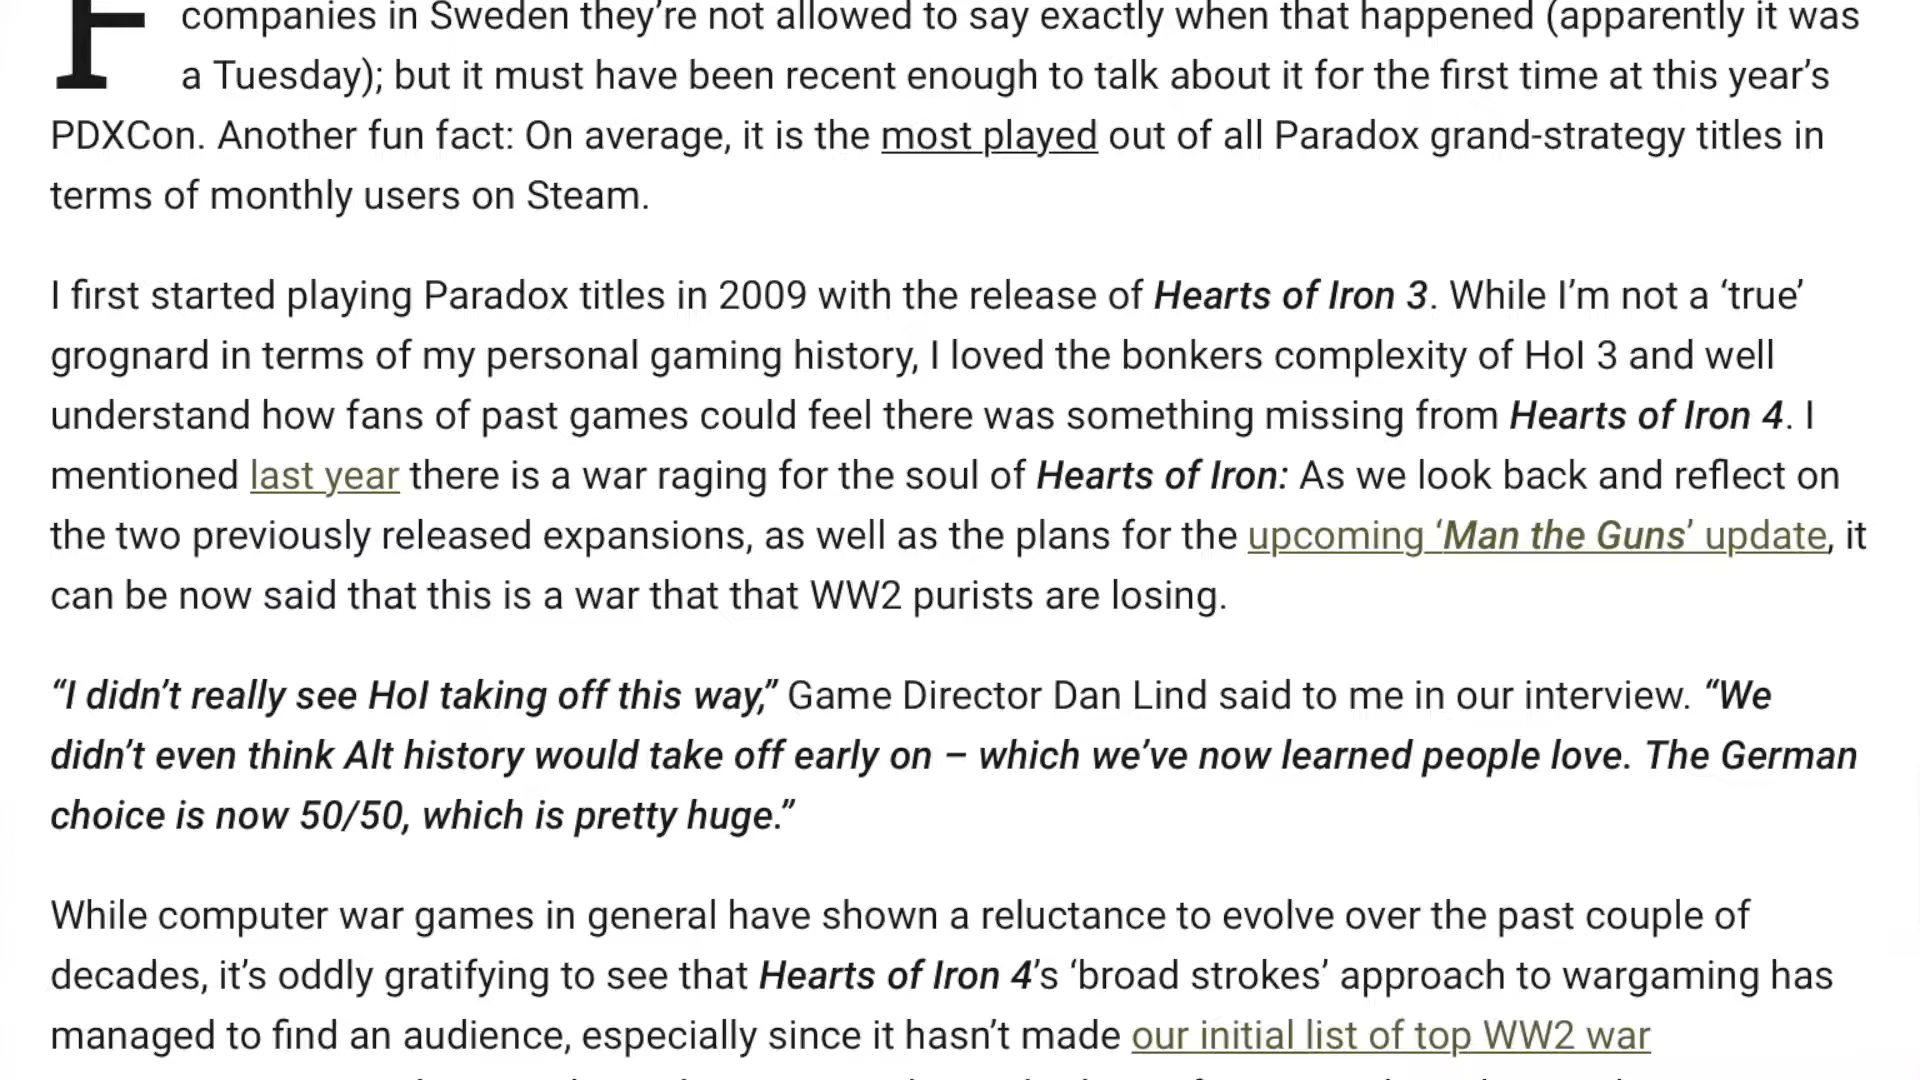 F companies in Sweden they’re not allowed to say exactly when that happened (apparently it was
a Tuesday); but it must have been recent enough to talk about it for the first time at this year’s
PDXCon. Another fun fact: On average, it is the most played out of all Paradox grand-strategy titles in
terms of monthly users on Steam.
I first started playing Paradox titles in 2009 with the release of Hearts of Iron 3. While I’m not a ‘true’
grognard in terms of my personal gaming history, I loved the bonkers complexity of HoI 3 and well
understand how fans of past games could feel there was something missing from Hearts of Iron 4. I
mentioned last year there is a war raging for the soul of Hearts of Iron: As we look back and reflect on
the two previously released expansions, as well as the plans for the upcoming ‘Man the Guns’ update, it
can be now said that this is a war that that WW2 purists are losing.
“I didn’t really see HoI taking off this way,” Game Director Dan Lind said to me in our interview. “We
didn’t even think Alt history would take off early on – which we’ve now learned people love. The German
choice is now 50/50, which is pretty huge.”
While computer war games in general have shown a reluctance to evolve over the past couple of
decades, it’s oddly gratifying to see that Hearts of Iron 4’s ‘broad strokes’ approach to wargaming has
managed to find an audience, especially since it hasn’t made our initial list of top WW2 war